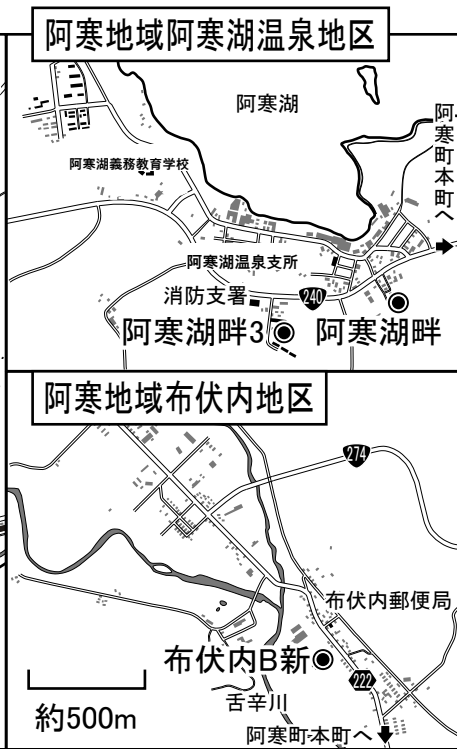 阿寒地域阿寒湖温泉地区
阿寒湖
阿寒町本町へ
阿寒湖義務教育学校
阿寒湖温泉支所
消防支署
240
阿寒湖畔3
阿寒湖畔
阿寒地域布伏内地区
274
布伏内郵便局
布伏内B新
222
舌辛川
約500m
阿寒町本町へ